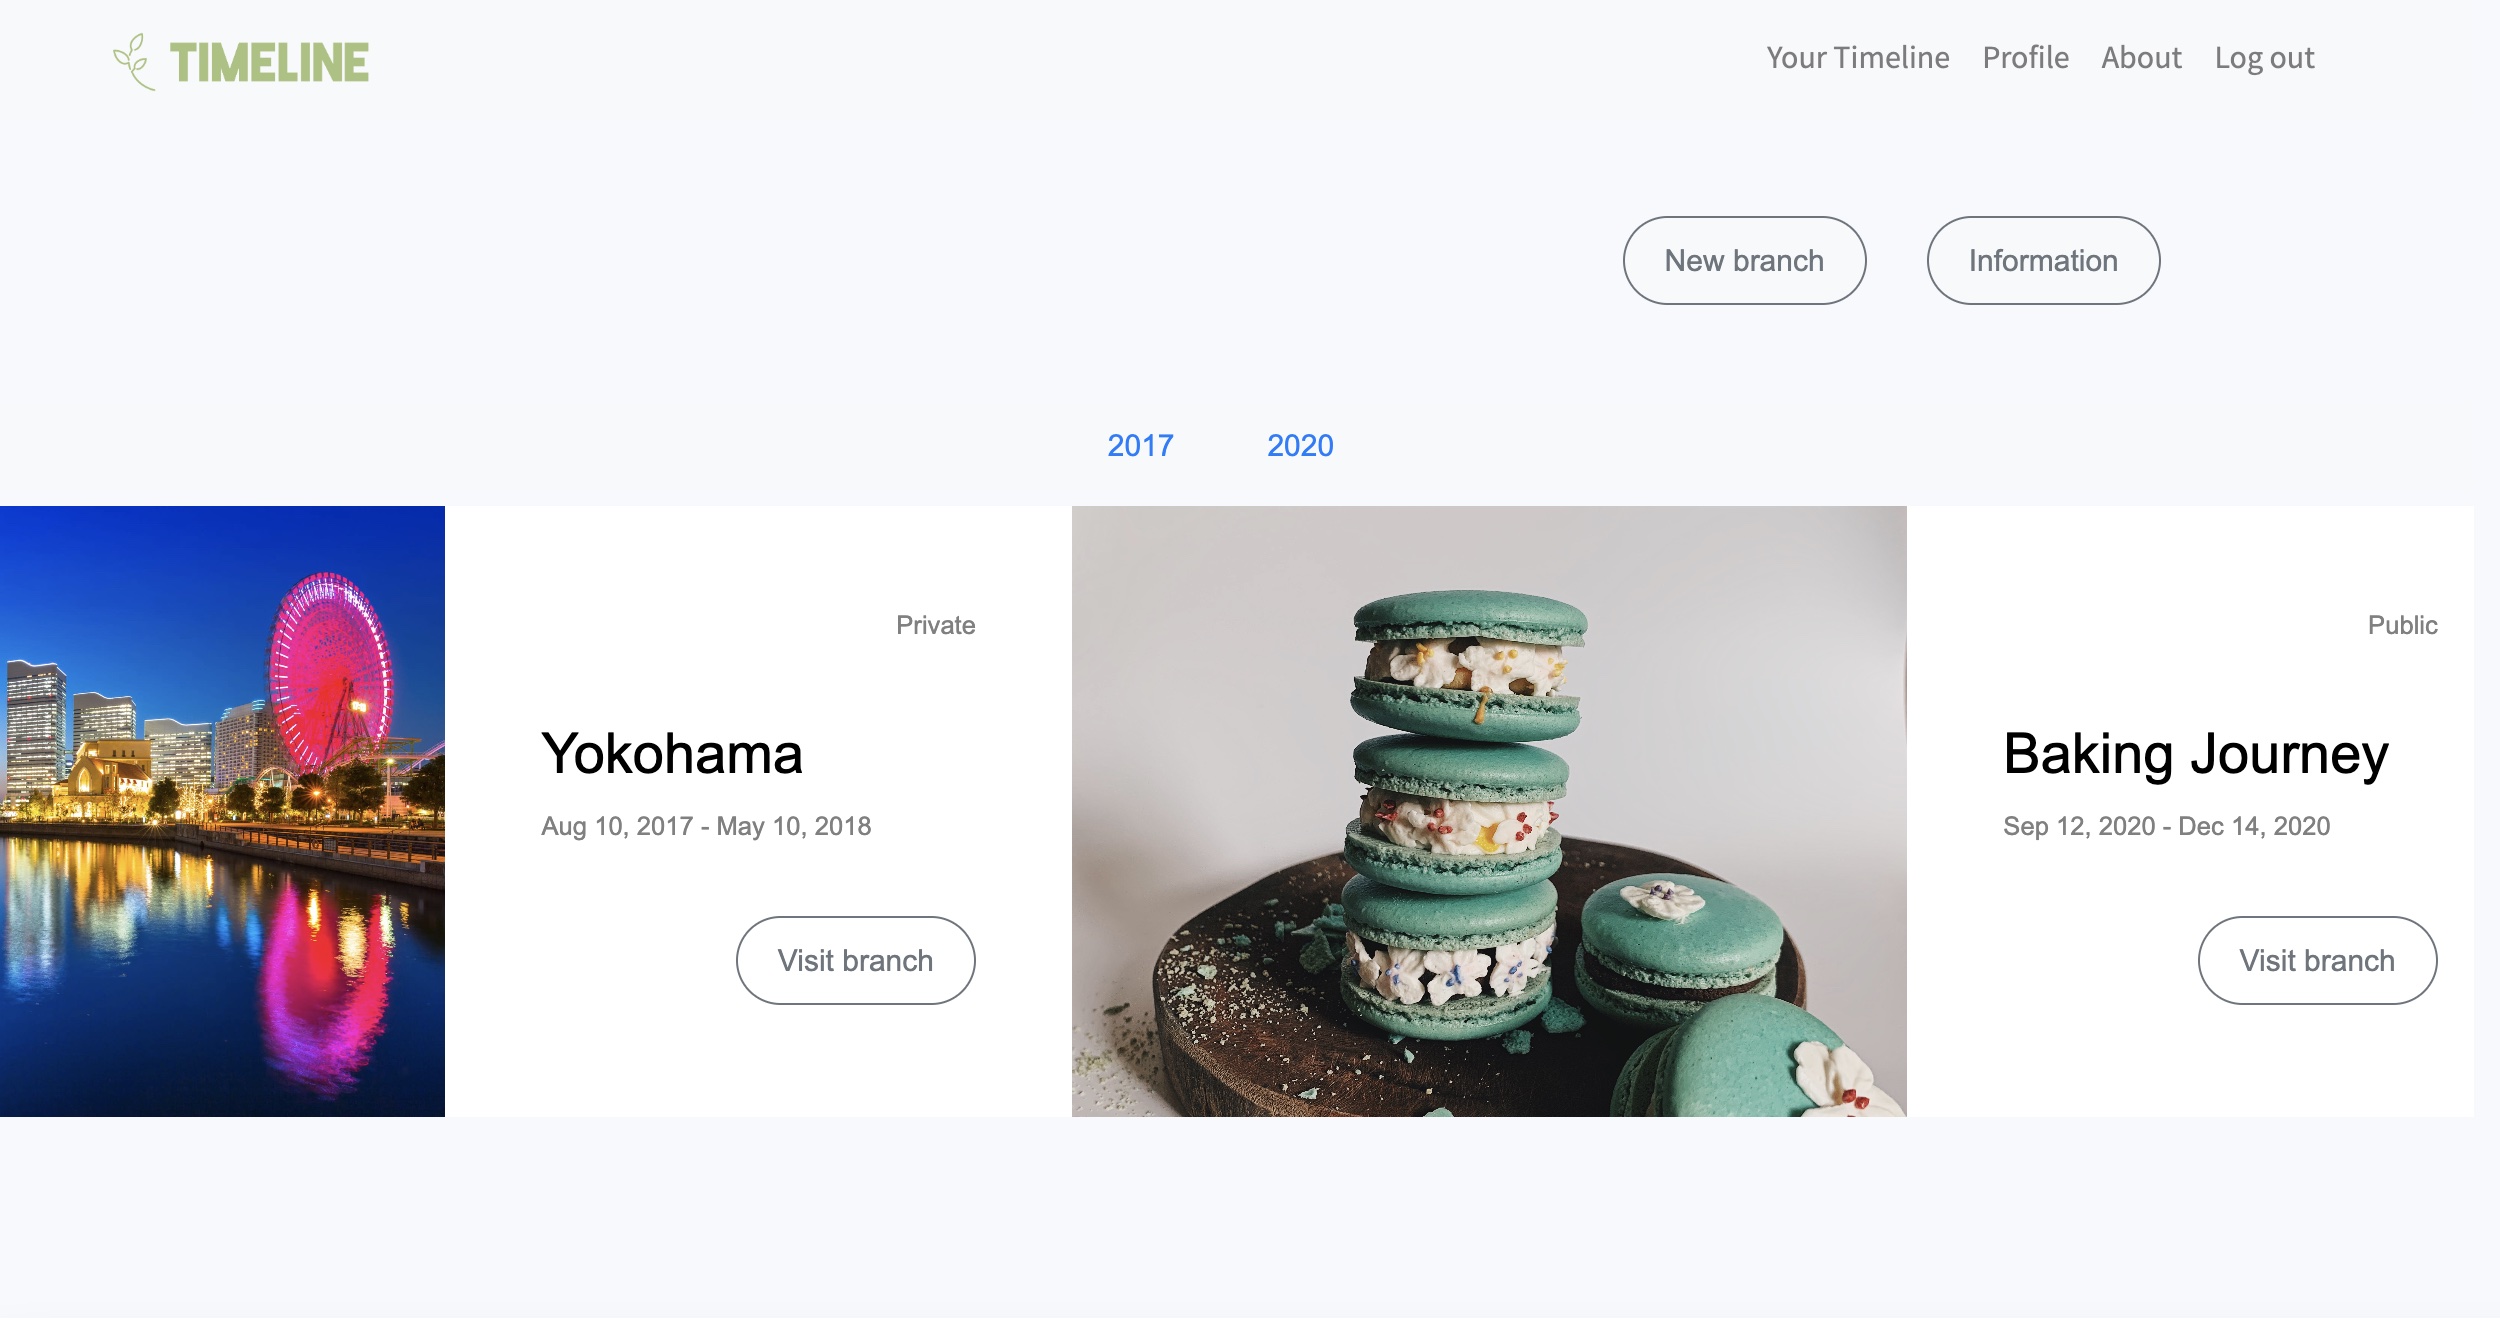 TIMELINE
Your Timeline Profile About Log out
New branch Information
2017 2020
Private
Yokohama
Aug 10, 2017 - May 10, 2018
Visit branch
Public
Baking Journey
Sep 12, 2020 - Dec 14, 2020
Visit branch